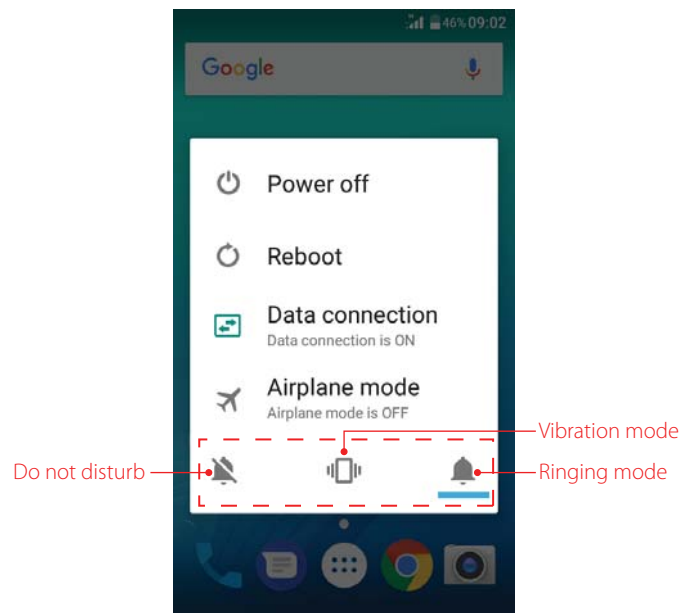 46% 09:02
Google
Power off
Reboot
Data connection
Data connection is ON
Airplane mode
Airplane mode is OFF
Vibration mode
Do not disturb
Ringing mode